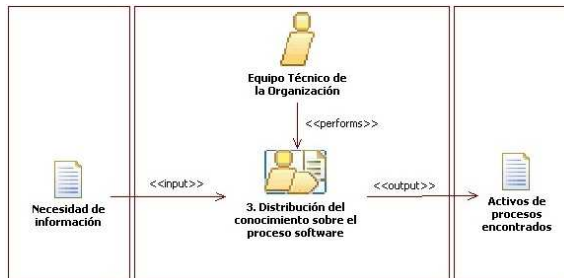 Equipo Técnico de
la Organización
<<performs>>
<<input>>
<<output>>
Necesidad de
información
3. Distribución del
conocimiento sobre el
proceso software
Activos de
procesos
encontrados